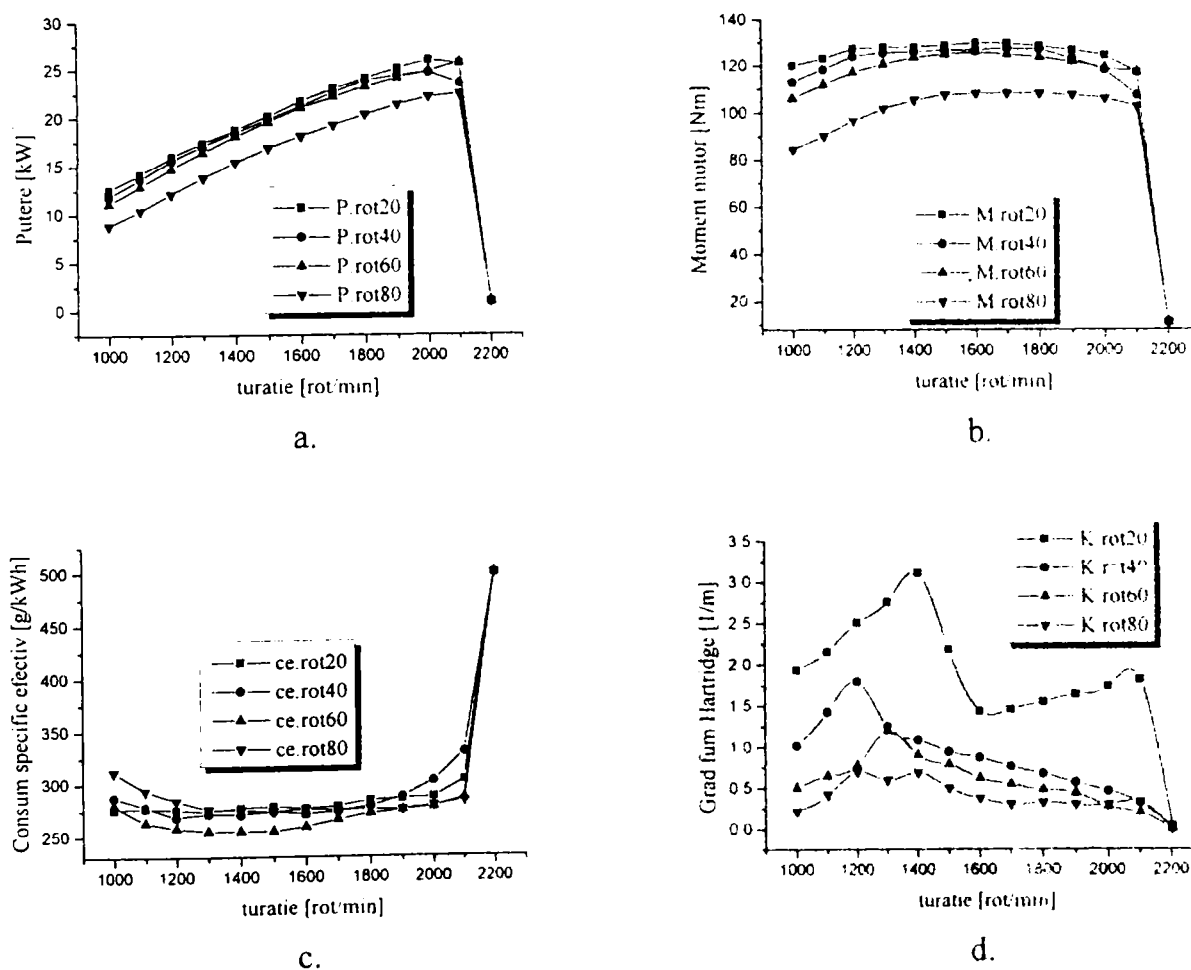 Putere [kW]
30
25
20
15
10
5
0
P.rot20
P.rot40
P.rot60
P.rot80
1000 1200 1400 1600 1800 2000 2200
turatie [rot/min]
a.
Moment motor [Nm]
140
120
100
80
60
40
20
M.rot20
M.rot40
M.rot60
M.rot80
1000 1200 1400 1600 1800 2000 2200
turatie [rot/min]
b.
Consum specific efectiv [g/kWh]
500
450
400
350
300
250
ce.rot20
ce.rot40
ce.rot60
ce.rot80
1000 1200 1400 1600 1800 2000 2200
turatie [rot/min]
c.
Grad fum Hartridge [1/m]
3.5
3.0
2.5
2.0
1.5
1.0
0.5
0.0
K.rot20
K.rot60
K.rot80
1000 1200 1400 1600 1800 2000 2200
turatie [rot/min]
d.